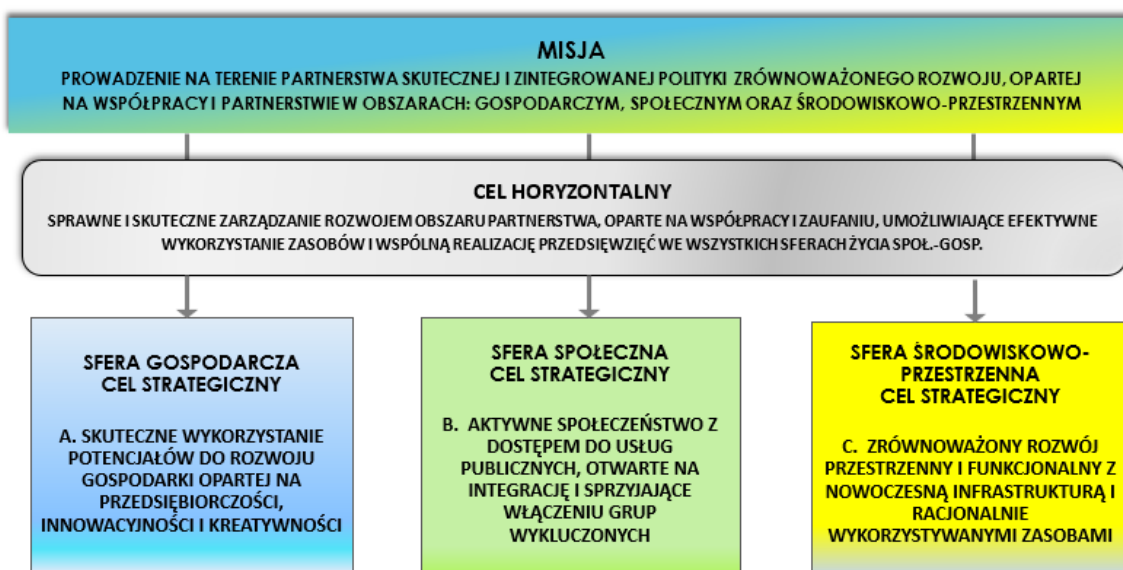 MISJA
PROWADZENIE NA TERENIE PARTNERSTWA SKUTECZNEJ I ZINTEGROWANEJ POLITYKI ZRÓWNOWAŻONEGO ROZWOJU, OPARTEJ
NA WSPÓŁPRACY I PARTNERSTWIE W OBSZARACH: GOSPODARCZYM, SPOŁECZNYM ORAZ ŚRODOWISKOWO-PRZESTRZENNYM
CEL HORYZONTALNY
SPRAWNE I SKUTECZNE ZARZĄDZANIE ROZWOJEM OBSZARU PARTNERSTWA, OPARTE NA WSPÓŁPRACY I ZAUFANIU, UMOŻLIWIAJĄCE EFEKTYWNE
WYKORZYSTANIE ZASOBÓW I WSPÓLNĄ REALIZACJĘ PRZEDSIĘWZIĘĆ WE WSZYSTKICH SFERACH ŻYCIA SPOŁ.-GOSP.
SFERA GOSPODARCZA
CEL STRATEGICZNY
A. SKUTECZNE WYKORZYSTANIE
POTENCJAŁÓW DO ROZWOJU
GOSPODARKI OPARTEJ NA
PRZEDSIĘBIORCZOŚCI,
INNOWACYJNOŚCI I KREATYWNOŚCI
SFERA SPOŁECZNA
CEL STRATEGICZNY
B. AKTYWNE SPOŁECZEŃSTWO Z
DOSTĘPEM DO USŁUG
PUBLICZNYCH, OTWARTE NA
INTEGRACJĘ I SPRZYJAJĄCE
WŁĄCZENIU GRUP
WYKLUCZONYCH
SFERA ŚRODOWISKOWO-
PRZESTRZENNA
CEL STRATEGICZNY
C. ZRÓWNOWAŻONY ROZWÓJ
PRZESTRZENNY I FUNKCJONALNY Z
NOWOCZESNĄ INFRASTRUKTURĄ I
RACJONALNIE
WYKORZYSTYWANYMI ZASOBAMI